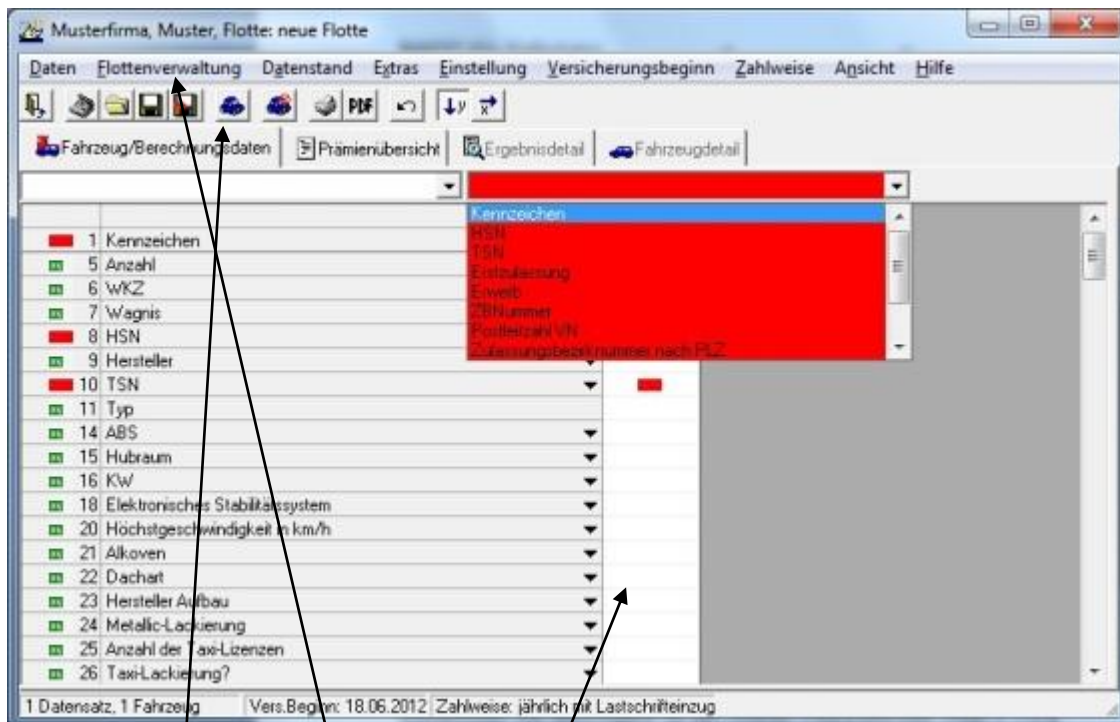 Musterfirma, Muster, Flotte: neue Flotte
Daten Flottenverwaltung Datenstand Extras Einstellung Versicherungsbeginn Zahlweise Ansicht Hilfe
PDF
Fahrzeug/Berechnungsdaten Prämienübersicht Ergebnisdetail Fahrzeugdetail
Kennzeichen
HSN
TSN
Erstzulassung
Erwerb
ZBNummer
Postleitzahl VN
Zulassungsbezirknummer nach PLZ
1 Kennzeichen
5 Anzahl
6 WKZ
7 Wagnis
8 HSN
9 Hersteller
10 TSN
11 Typ
14 ABS
15 Hubraum
16 KW
18 Elektronisches Stabilitätssystem
20 Höchstgeschwindigkeit in km/h
21 Alkoven
22 Dachart
23 Hersteller Aufbau
24 Metallic-Lackierung
25 Anzahl der Taxi-Lizenzen
26 Taxi-Lackierung?
1 Datensatz, 1 Fahrzeug Vers.Beginn: 18.06.2012 Zahlweise: jährlich mit Lastschrifteinzug